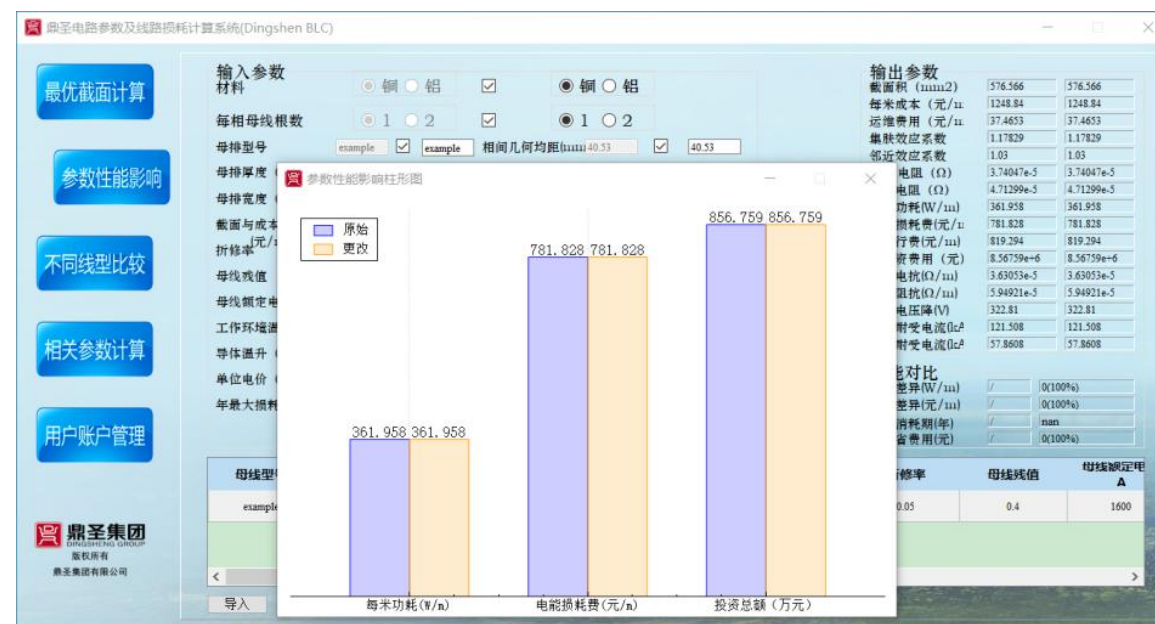 鼎圣电路参数及线路损耗计算系统(Dingshen BLC)
最优截面计算
参数性能影响
不同线型比较
相关参数计算
用户账户管理
鼎圣集团
DINGSHENG GROUP
版权所有
鼎圣集团有限公司
输入参数
材料 铜 铝 铜 铝
每相母线根数 1 2 1 2
母排型号 example example 相间几何均距(mm) 40.53 40.53
母排厚度
母排宽度
截面与成本
(元/
折修率
母线残值
母线额定电
工作环境温
导体温升
单位电价
年最大损耗
参数性能影响柱形图
原始
更改
361.958 361.958
781.828 781.828
856.759 856.759
每米功耗(W/m) 电能损耗费(元/m) 投资总额(万元)
输出参数
截面积(mm2) 576.566 576.566
每米成本(元/m 1248.84 1248.84
运维费用(元/m 37.4653 37.4653
集肤效应系数 1.17829 1.17829
邻近效应系数 1.03 1.03
电阻(Ω) 3.74047e-5 3.74047e-5
电阻(Ω) 4.71299e-5 4.71299e-5
功耗(W/m) 361.958 361.958
损耗费(元/m 781.828 781.828
行费(元/m) 819.294 819.294
资费用(元) 8.56759e+6 8.56759e+6
电抗(Ω/m) 3.63053e-5 3.63053e-5
阻抗(Ω/m) 5.94921e-5 5.94921e-5
电压降(V) 322.81 322.81
耐受电流(kA 121.508 121.508
耐受电流(kA 57.8608 57.8608
能对比
差异(W/m) / 0(100%)
差异(元/m) / 0(100%)
消耗期(年) / nan
省费用(元) / 0(100%)
母线型 修率 母线残值 母线额定电
A
example 0.05 0.4 1600
导入